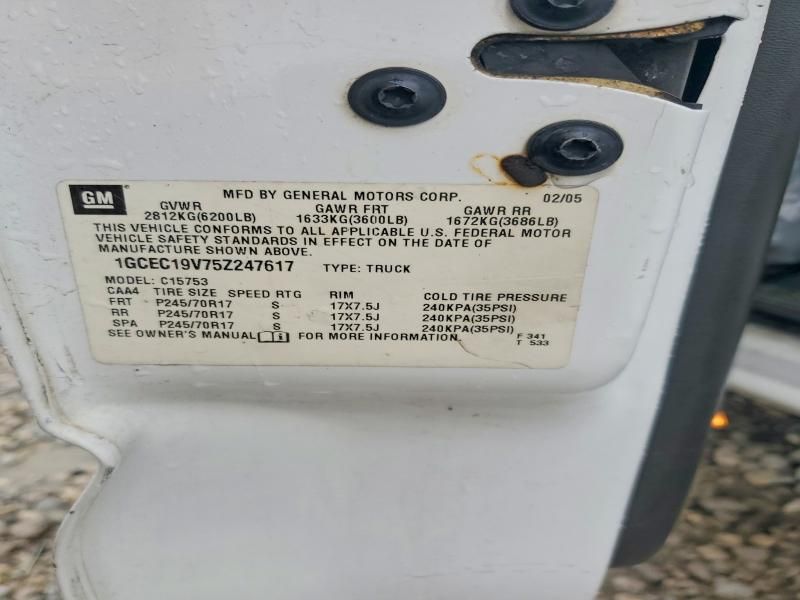 GM MFD BY GENERAL MOTORS CORP. 02/05
GVWR GAWR FRT GAWR RR
2812KG(6200LB) 1633KG(3600LB) 1672KG(3686LB)
THIS VEHICLE CONFORMS TO ALL APPLICABLE U.S. FEDERAL MOTOR
VEHICLE SAFETY STANDARDS IN EFFECT ON THE DATE OF
MANUFACTURE SHOWN ABOVE.
1GCEC19V75Z247617 TYPE: TRUCK
MODEL: C15753
CAA4 TIRE SIZE SPEED RTG RIM COLD TIRE PRESSURE
FRT P245/70R17 S 17X7.5J 240KPA(35PSI)
RR P245/70R17 S 17X7.5J 240KPA(35PSI)
SPA P245/70R17 S 17X7.5J 240KPA(35PSI)
SEE OWNER'S MANUAL FOR MORE INFORMATION. F 341
T 533